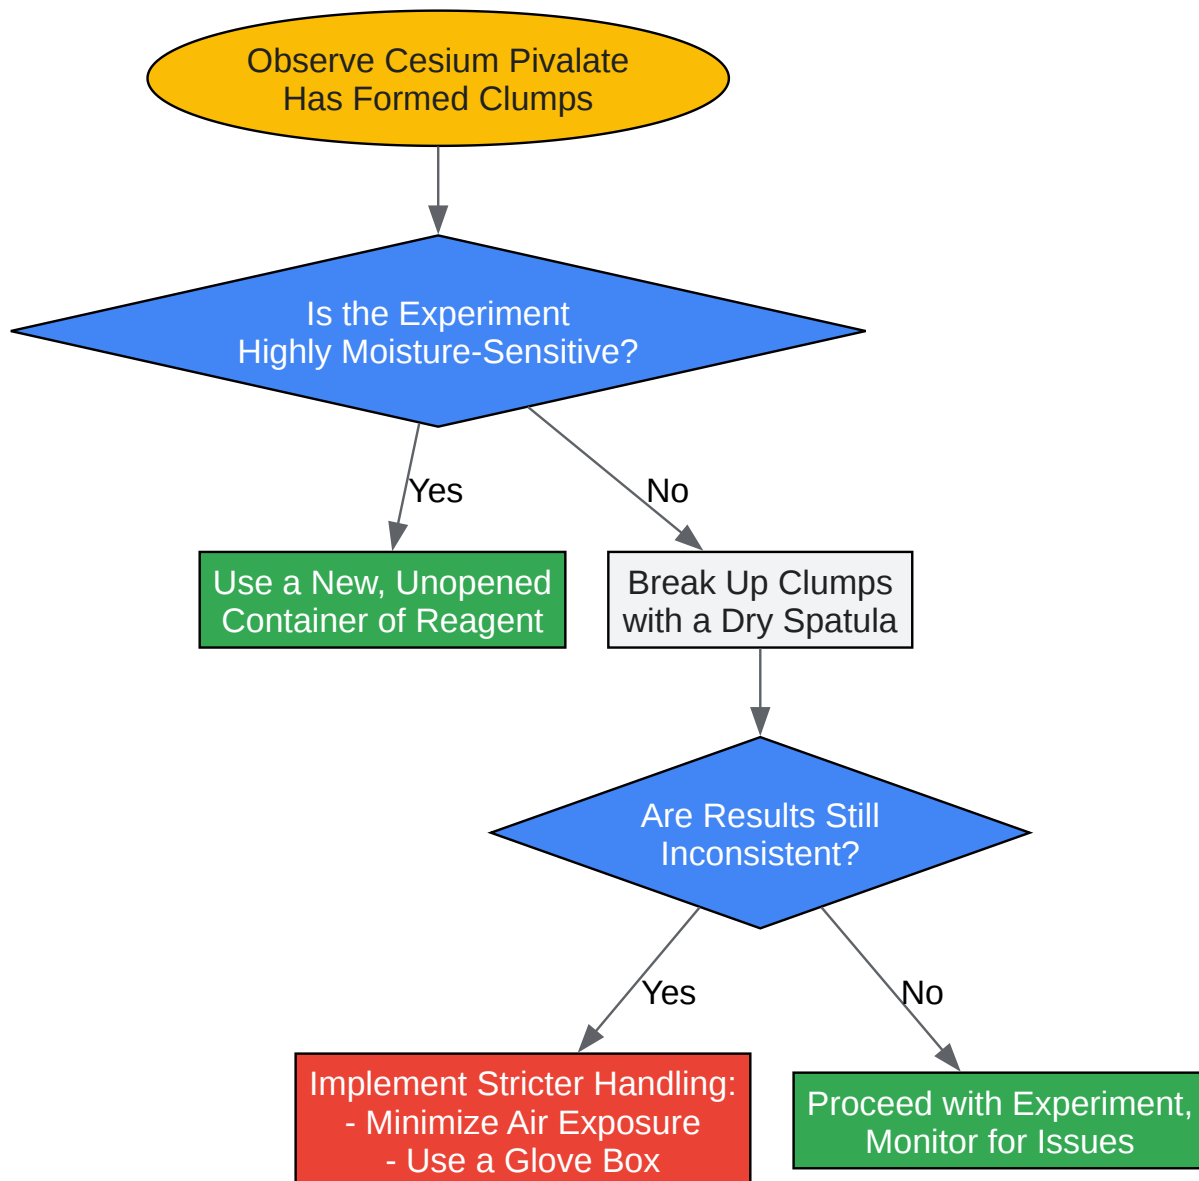 Observe Cesium Pivalate
Has Formed Clumps
Is the Experiment
Highly Moisture-Sensitive?
Yes
No
Use a New, Unopened
Container of Reagent
Break Up Clumps
with a Dry Spatula
Are Results Still
Inconsistent?
Yes
No
Implement Stricter Handling:
- Minimize Air Exposure
- Use a Glove Box
Proceed with Experiment,
Monitor for Issues